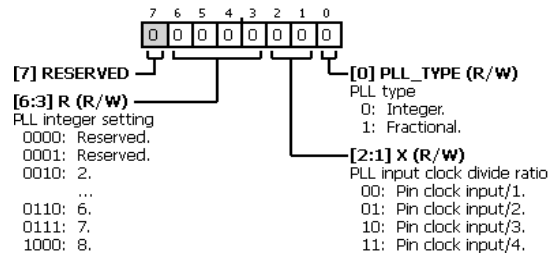 7 6 5 4 3 2 1 0
0 0 0 0 0 0 0 0
[7] RESERVED
[6:3] R (R/W)
PLL integer setting
0000: Reserved.
0001: Reserved.
0010: 2.
...
0110: 6.
0111: 7.
1000: 8.
[0] PLL_TYPE (R/W)
PLL type
0: Integer.
1: Fractional.
[2:1] X (R/W)
PLL input clock divide ratio
00: Pin clock input/1.
01: Pin clock input/2.
10: Pin clock input/3.
11: Pin clock input/4.